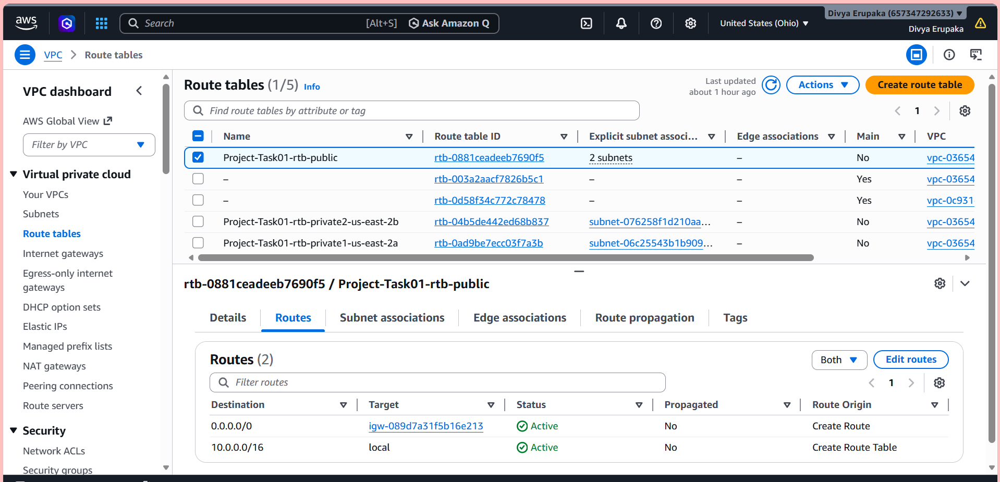 aws
Search [Alt+S] Ask Amazon Q United States (Ohio) Divya Erupaka (657347292633)
Divya Erupaka
VPC Route tables
VPC dashboard
AWS Global View
Filter by VPC
Virtual private cloud
Your VPCs
Subnets
Route tables
Internet gateways
Egress-only internet
gateways
DHCP option sets
Elastic IPs
Managed prefix lists
NAT gateways
Peering connections
Route servers
Security
Network ACLs
Security groups
Route tables (1/5) Info
Last updated
about 1 hour ago
Actions Create route table
Find route tables by attribute or tag
1
Name Route table ID Explicit subnet associ... Edge associations Main VPC
Project-Task01-rtb-public rtb-0881ceadeeb7690f5 2 subnets – No vpc-03654
– rtb-003a2aacf7826b5c1 – – Yes vpc-03654
– rtb-0d58f34c772c78478 – – Yes vpc-0c931
Project-Task01-rtb-private2-us-east-2b rtb-04b5de442ed68b837 subnet-076258f1d210aa... – No vpc-03654
Project-Task01-rtb-private1-us-east-2a rtb-0ad9be7ecc03f7a3b subnet-06c25543b1b909... – No vpc-03654
rtb-0881ceadeeb7690f5 / Project-Task01-rtb-public
Details Routes Subnet associations Edge associations Route propagation Tags
Routes (2) Both Edit routes
Filter routes 1
Destination Target Status Propagated Route Origin
0.0.0.0/0 igw-089d7a31f5b16e213 Active No Create Route
10.0.0.0/16 local Active No Create Route Table